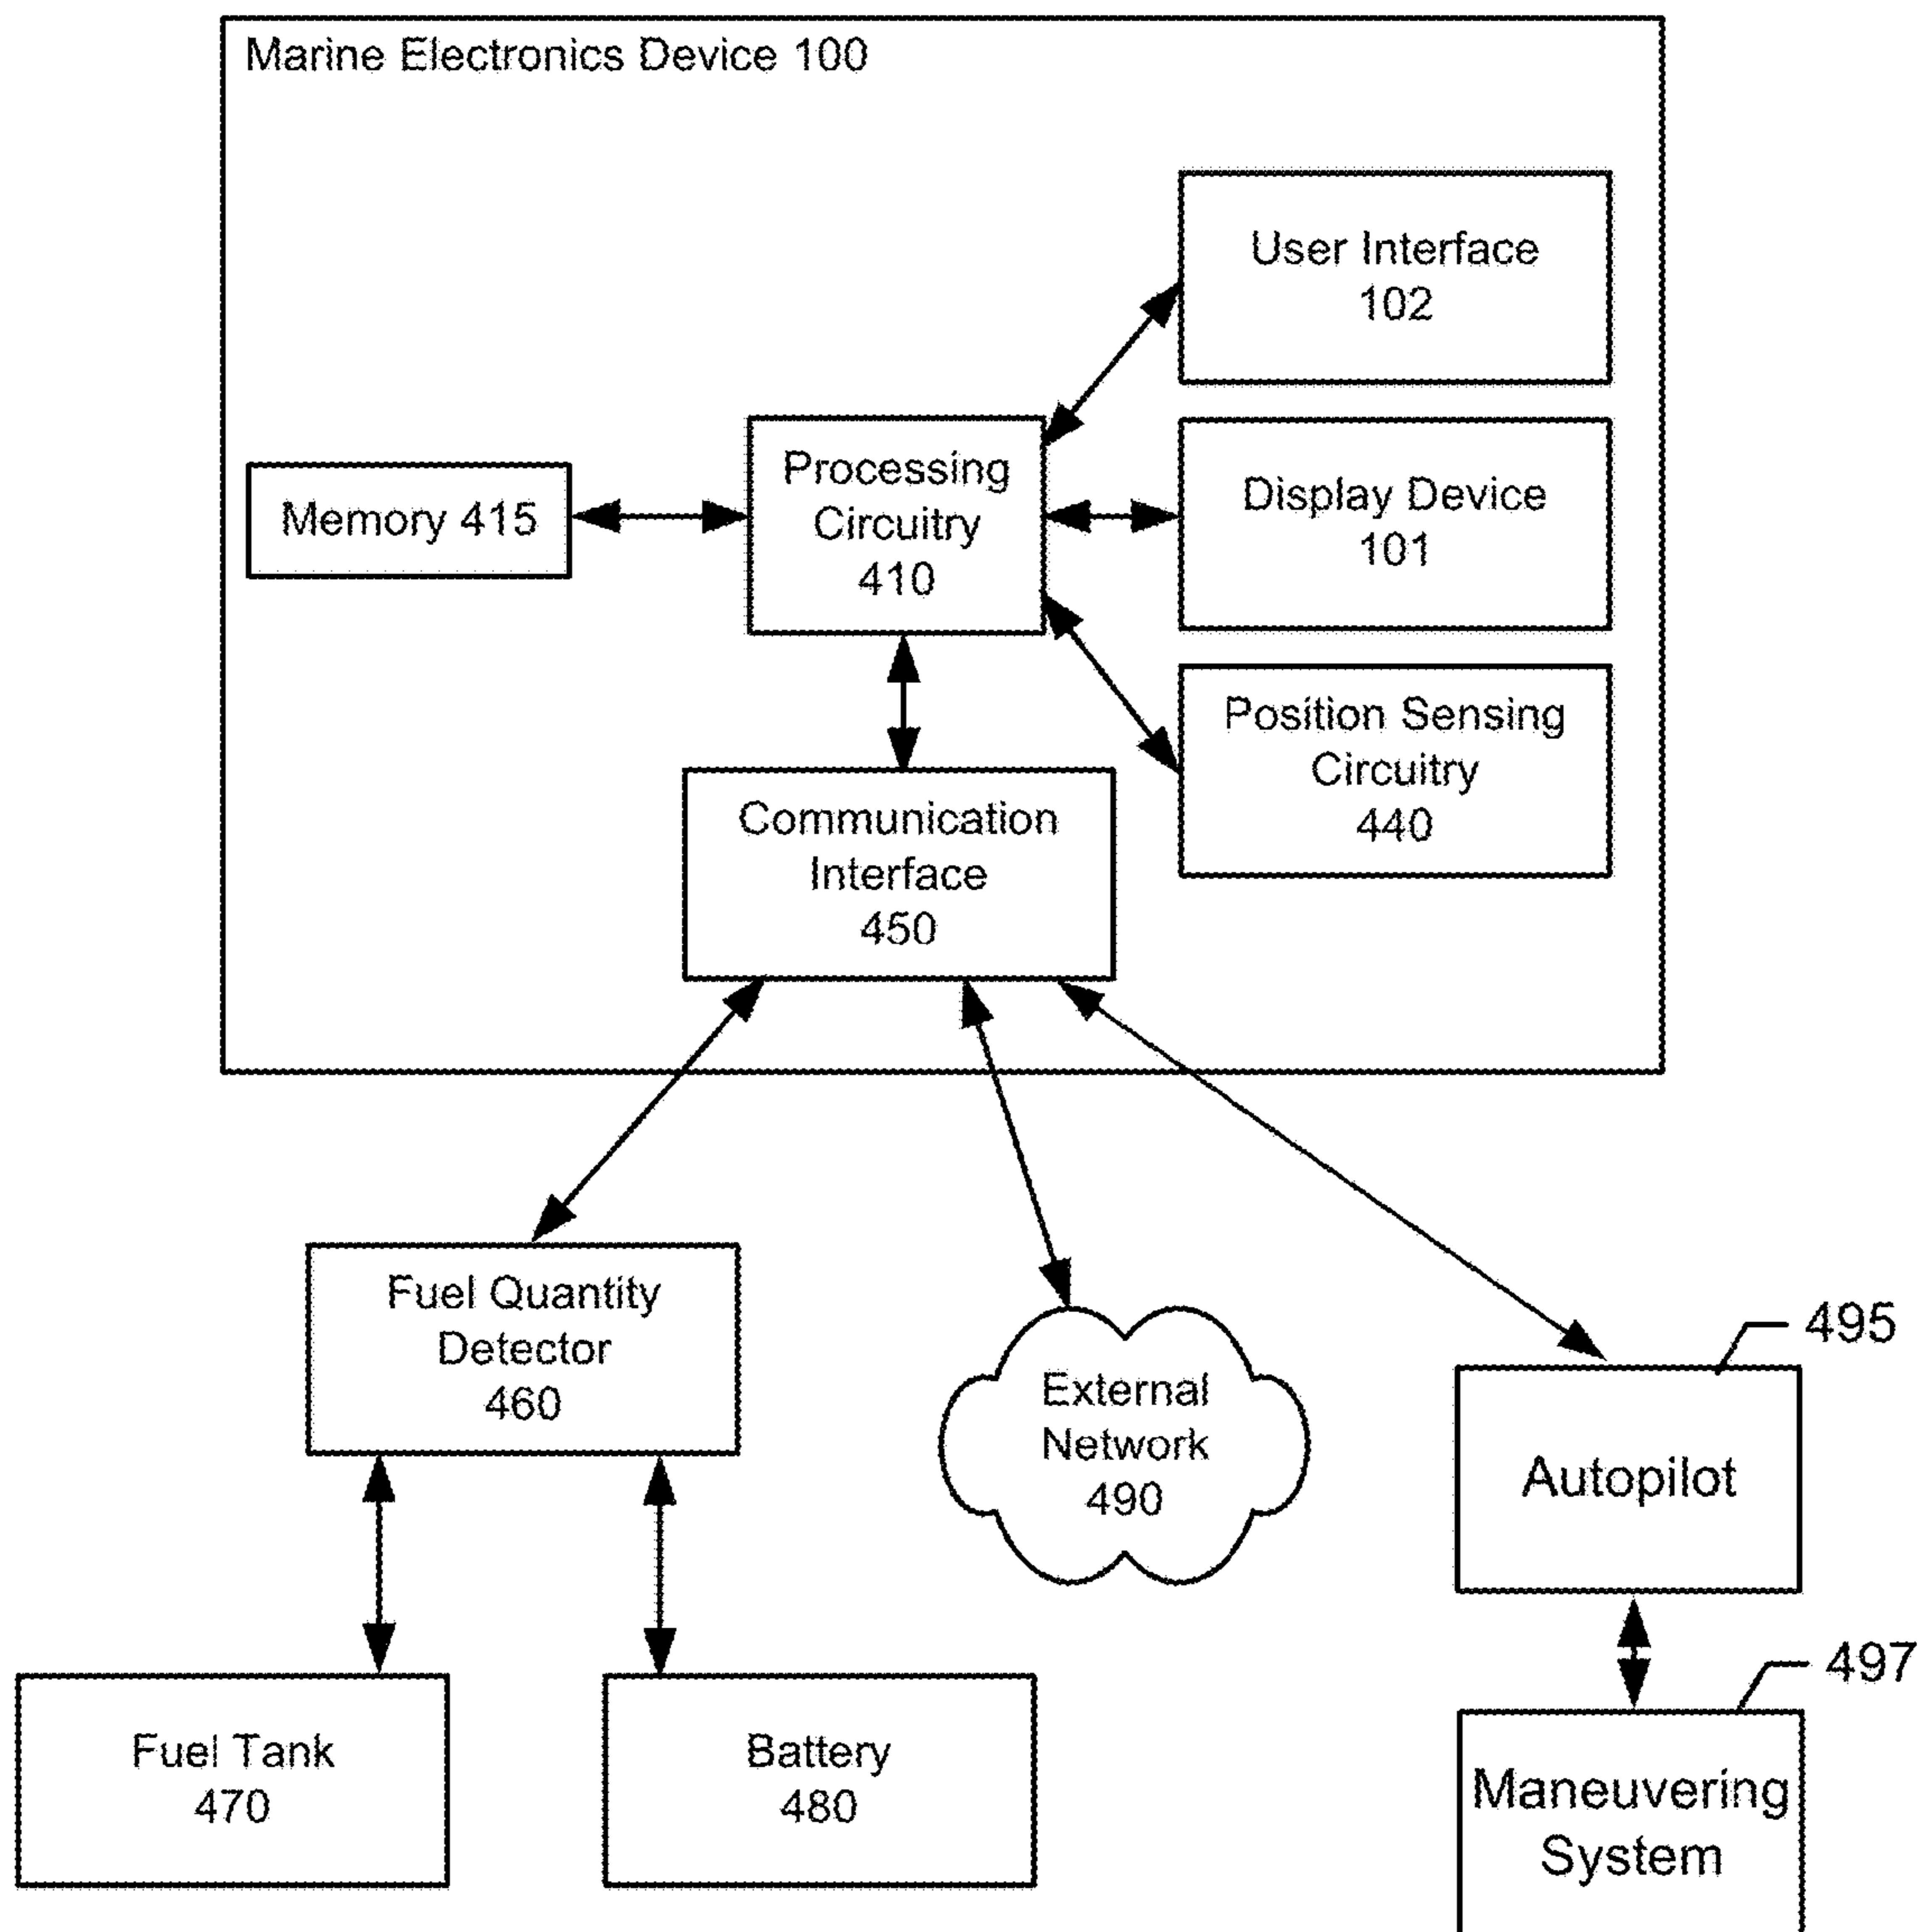 Marine Electronics Device 100
User Interface
102
Processing
Circuitry
410
Memory 415
Display Device
101
Position Sensing
Circuitry
440
Communication
Interface
450
Fuel Quantity
Detector
460
External
Network
490
495
Autopilot
497
Fuel Tank
470
Battery
480
Maneuvering
System